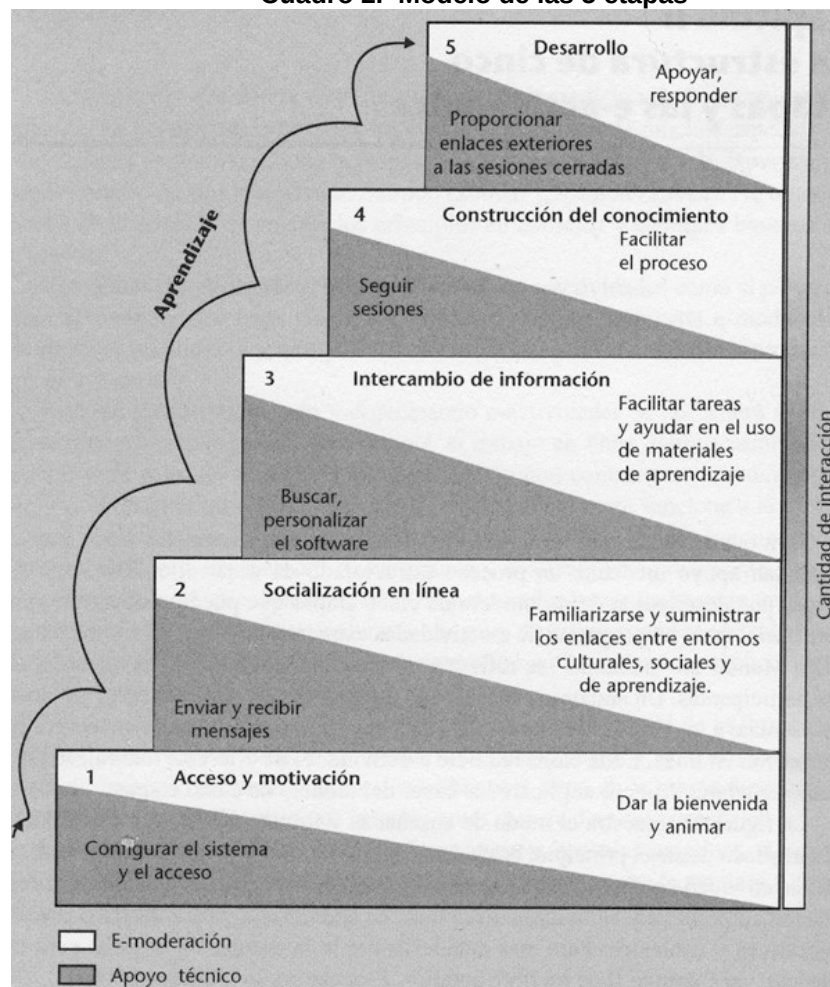 Cuadro 2. Modelo de las 5 etapas
5 Desarrollo
Apoyar,
responder
Proporcionar
enlaces exteriores
a las sesiones cerradas
4 Construcción del conocimiento
Facilitar
el proceso
Seguir
sesiones
3 Intercambio de información
Facilitar tareas
y ayudar en el uso
de materiales
de aprendizaje
Buscar,
personalizar
el software
2 Socialización en línea
Familiarizarse y suministrar
los enlaces entre entornos
culturales, sociales y
de aprendizaje.
Enviar y recibir
mensajes
1 Acceso y motivación
Dar la bienvenida
y animar
Configurar el sistema
y el acceso
Aprendizaje
Cantidad de interacción
E-moderación
Apoyo técnico